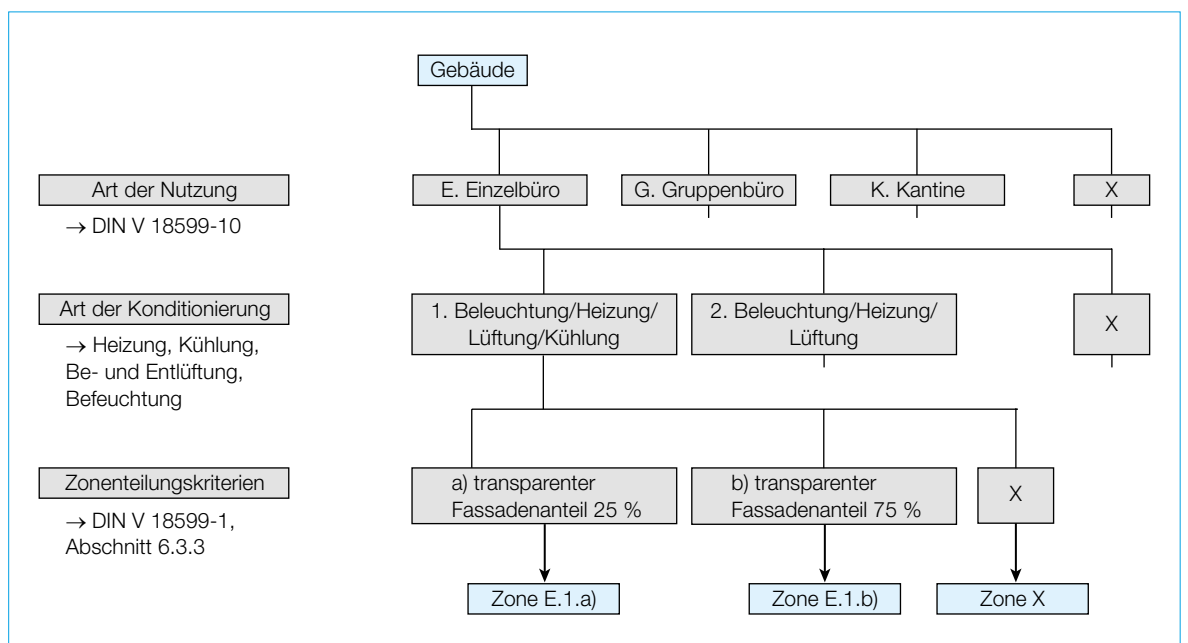 Gebäude
Art der Nutzung
→ DIN V 18599-10
E. Einzelbüro
G. Gruppenbüro
K. Kantine
X
Art der Konditionierung
→ Heizung, Kühlung,
Be- und Entlüftung,
Befeuchtung
1. Beleuchtung/Heizung/
Lüftung/Kühlung
2. Beleuchtung/Heizung/
Lüftung
X
Zonenteilungskriterien
→ DIN V 18599-1,
Abschnitt 6.3.3
a) transparenter
Fassadenanteil 25 %
b) transparenter
Fassadenanteil 75 %
X
Zone E.1.a)
Zone E.1.b)
Zone X